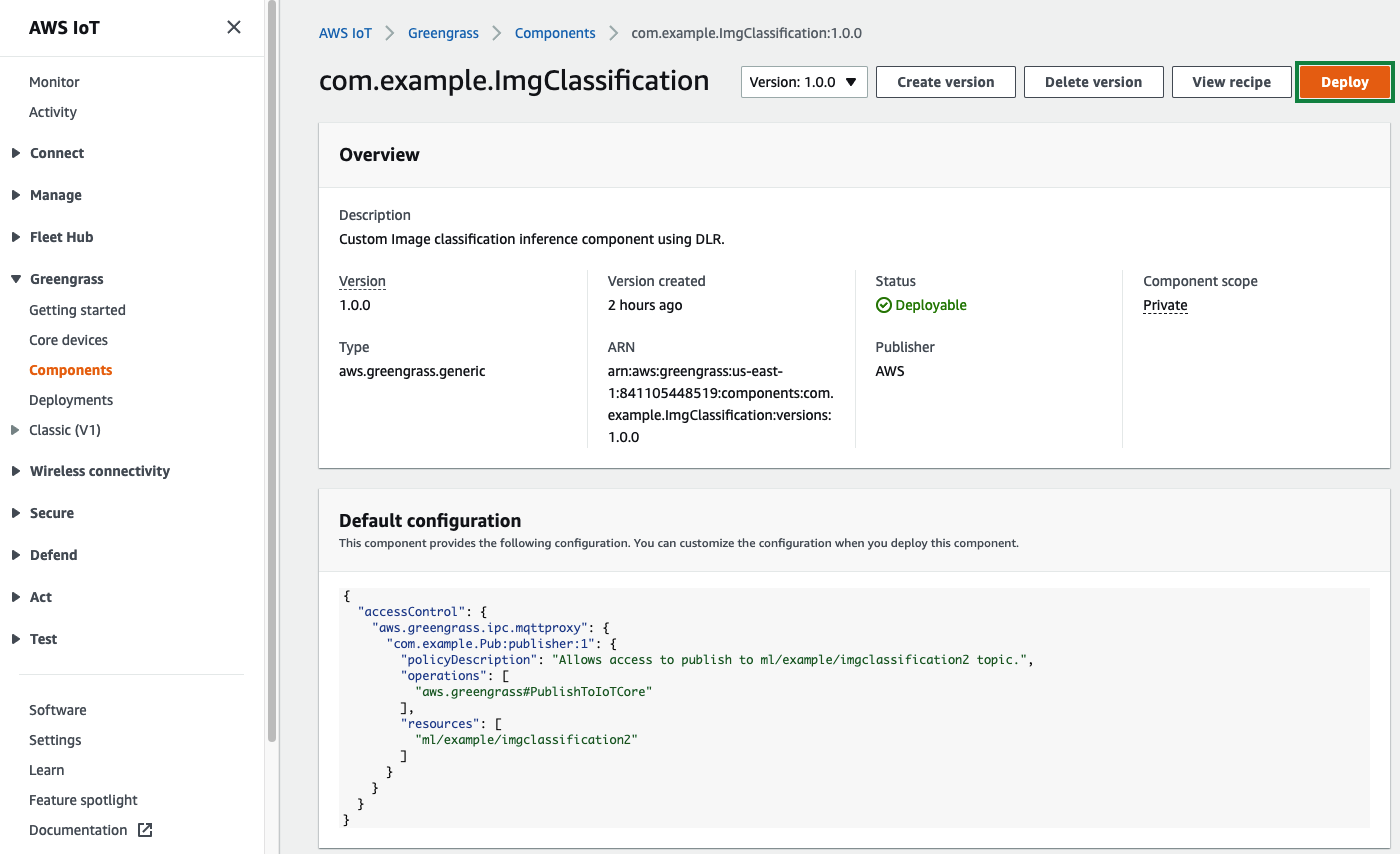 AWS IoT
Monitor
Activity
Connect
Manage
Fleet Hub
Greengrass
Getting started
Core devices
Components
Deployments
Classic (V1)
Wireless connectivity
Secure
Defend
Act
Test
Software
Settings
Learn
Feature spotlight
Documentation
AWS IoT > Greengrass > Components > com.example.ImgClassification:1.0.0
com.example.ImgClassification
Version: 1.0.0 ▼
Create version
Delete version
View recipe
Deploy
Overview
Description
Custom Image classification inference component using DLR.
Version
1.0.0
Type
aws.greengrass.generic
Version created
2 hours ago
ARN
arn:aws:greengrass:us-east-
1:841105448519:components:com.
example.ImgClassification:versions:
1.0.0
Status
Deployable
Publisher
AWS
Component scope
Private
Default configuration
This component provides the following configuration. You can customize the configuration when you deploy this component.
{
  "accessControl": {
    "aws.greengrass.ipc.mqttproxy": {
      "com.example.Pub:publisher:1": {
        "policyDescription": "Allows access to publish to ml/example/imgclassification2 topic.",
        "operations": [
          "aws.greengrass#PublishToIoTCore"
        ],
        "resources": [
          "ml/example/imgclassification2"
        ]
      }
    }
  }
}